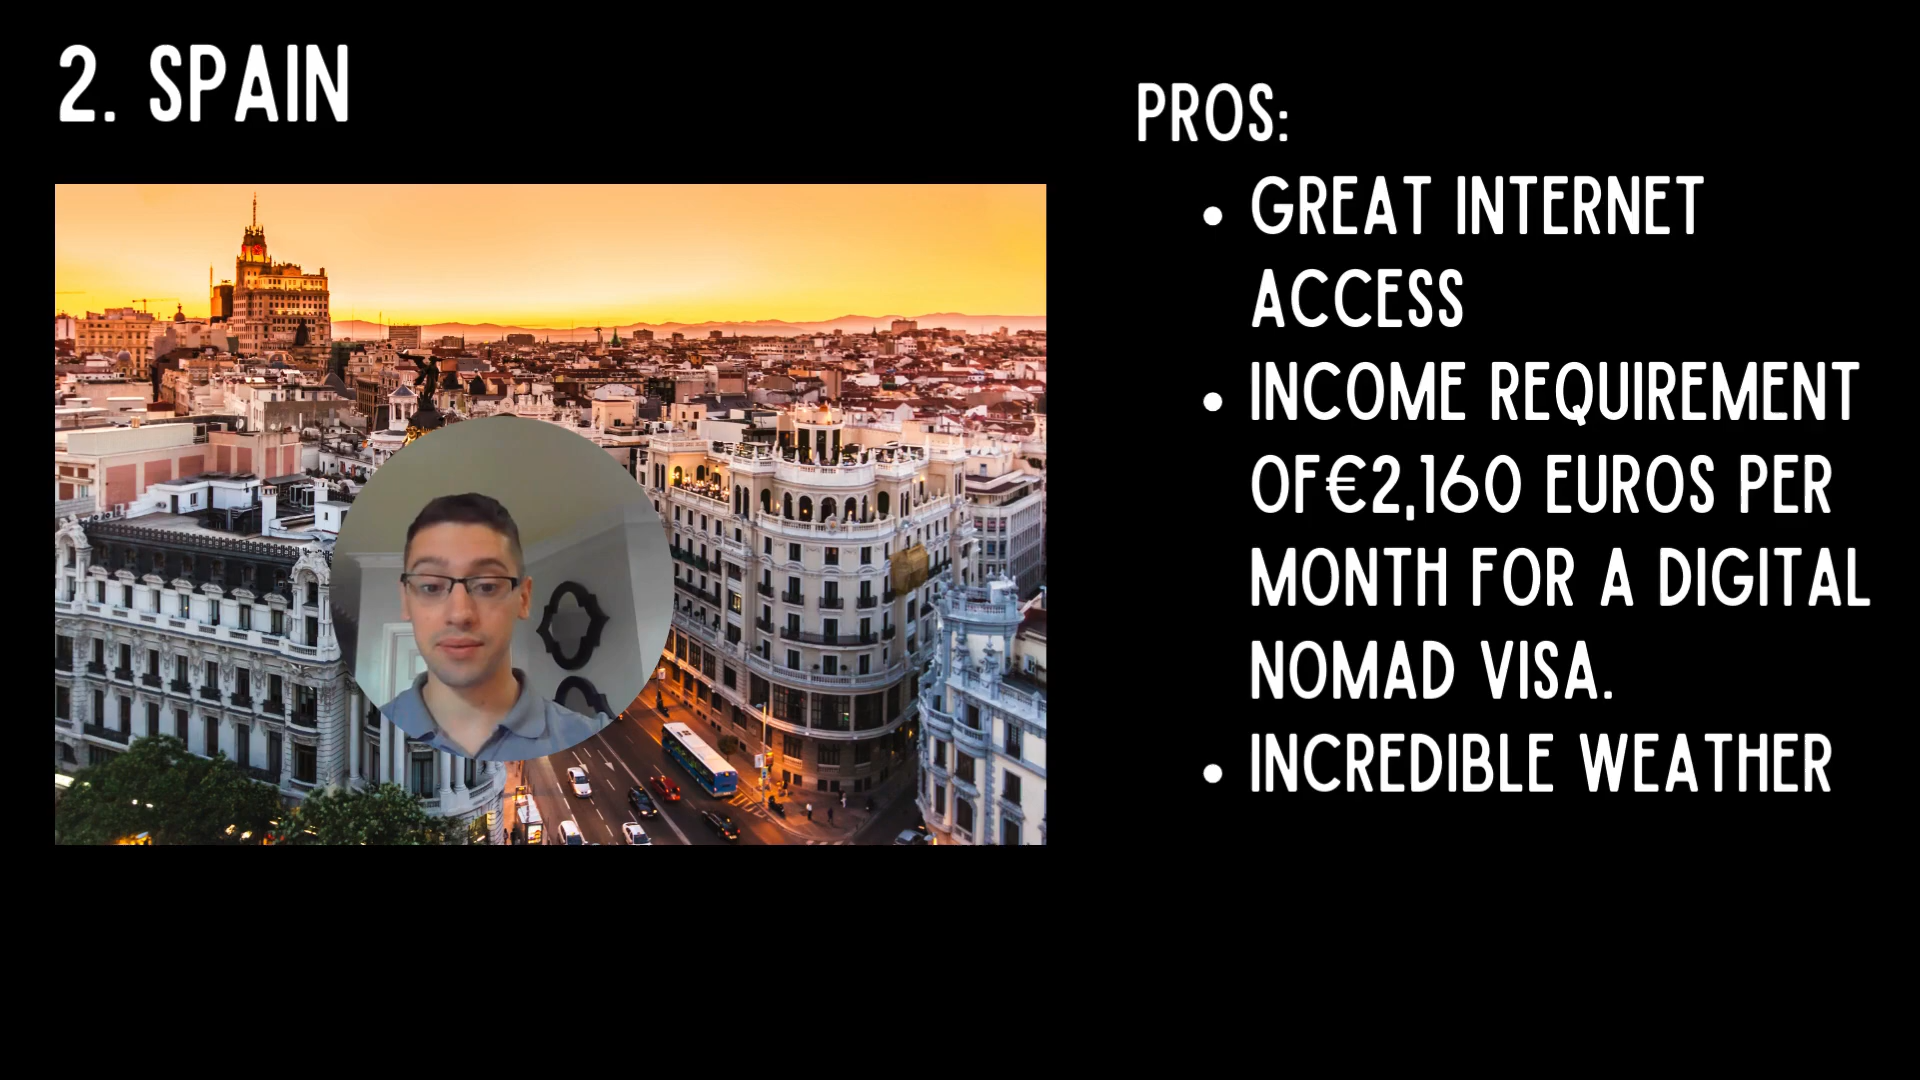 2. SPAIN
PROS:
• GREAT INTERNET
ACCESS
• INCOME REQUIREMENT
OF€2,160 EUROS PER
MONTH FOR A DIGITAL
NOMAD VISA.
• INCREDIBLE WEATHER